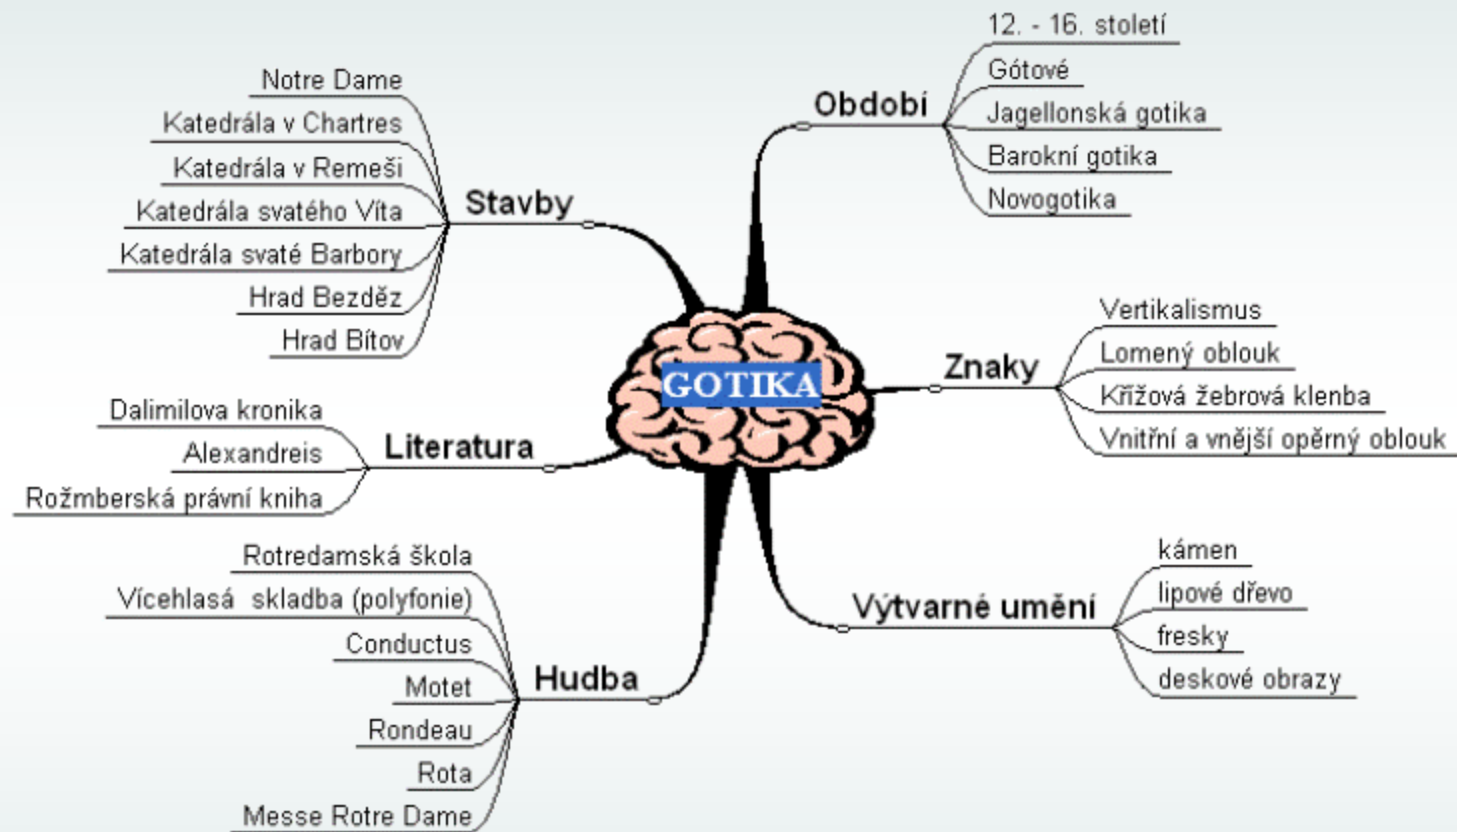 GOTIKA
Období
12. - 16. století
Gótové
Jagellonská gotika
Barokní gotika
Novogotika
Znaky
Vertikalismus
Lomený oblouk
Křížová žebrová klenba
Vnitřní a vnější opěrný oblouk
Výtvarné umění
kámen
lipové dřevo
fresky
deskové obrazy
Stavby
Notre Dame
Katedrála v Chartres
Katedrála v Remeši
Katedrála svatého Víta
Katedrála svaté Barbory
Hrad Bezděz
Hrad Bítov
Literatura
Dalimilova kronika
Alexandreis
Rožmberská právní kniha
Hudba
Rotredamská škola
Vícehlasá  skladba (polyfonie)
Conductus
Motet
Rondeau
Rota
Messe Rotre Dame